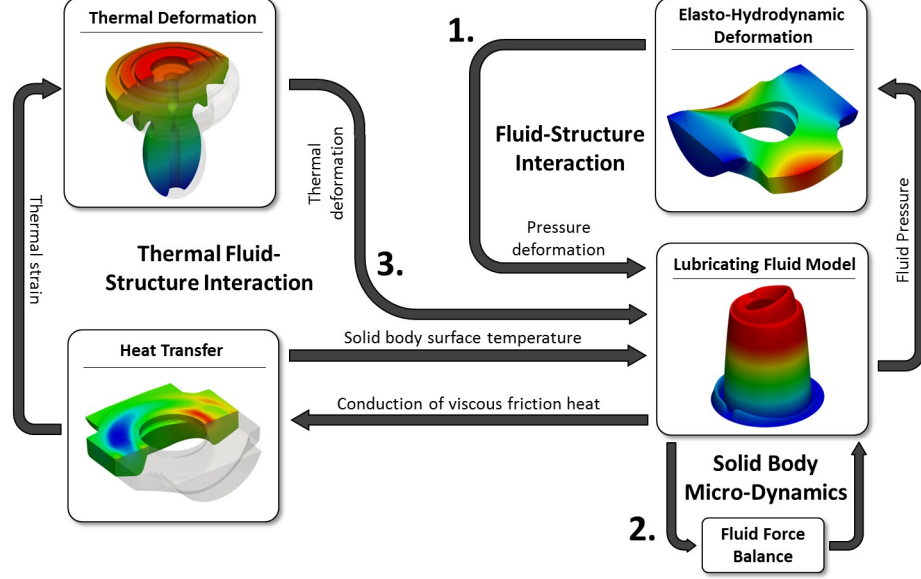 Thermal Deformation
1.
Elasto-Hydrodynamic
Deformation
Thermal
deformation
Fluid-Structure
Interaction
Thermal strain
Fluid Pressure
Pressure
deformation
Thermal Fluid-
Structure Interaction
3.
Lubricating Fluid Model
Heat Transfer
Solid body surface temperature
Conduction of viscous friction heat
Solid Body
Micro-Dynamics
2.
Fluid Force
Balance